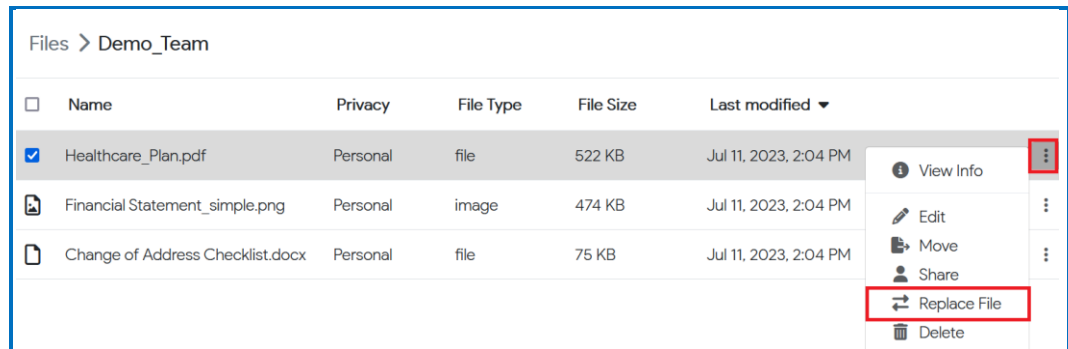 Files > Demo_Team
Name Privacy File Type File Size Last modified
Healthcare_Plan.pdf Personal file 522 KB Jul 11, 2023, 2:04 PM
View Info
Financial Statement_simple.png Personal image 474 KB Jul 11, 2023, 2:04 PM
Edit
Move
Change of Address Checklist.docx Personal file 75 KB Jul 11, 2023, 2:04 PM
Share
Replace File
Delete